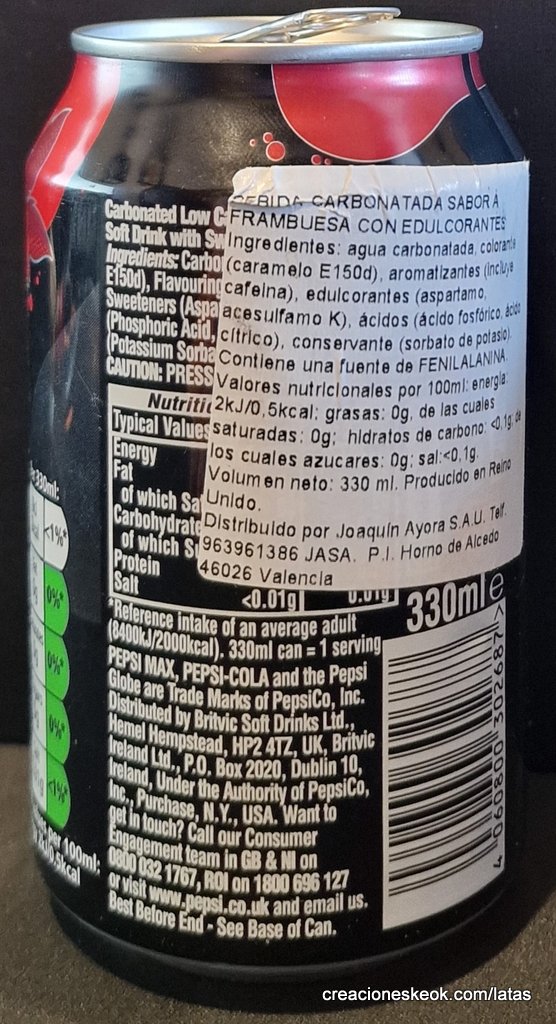 Carbonated Low C
Soft Drink with Sw
Ingredients: Carbo
E150d), Flavouring
Sweeteners (Aspa
(Phosphoric Acid,
(Potassium Sorba
CAUTION: PRESS
BEBIDA CARBONATADA SABOR A
FRAMBUESA CON EDULCORANTES
Ingredientes: agua carbonatada, colorante
(caramelo E150d), aromatizantes (incluye
cafeína), edulcorantes (aspartamo,
acesulfamo K), ácidos (ácido fosfórico, ácido
cítrico), conservante (sorbato de potasio).
Contiene una fuente de FENILALANINA.
Valores nutricionales por 100ml: energía:
2kJ/0,5kcal; grasas: 0g, de las cuales
saturadas: 0g; hidratos de carbono: <0,1g; de
los cuales azucares: 0g; sal:<0.1g.
Volumen neto: 330 ml. Producido en Reino
Unido.
Distribuido por Joaquín Ayora S.A.U. Telf.
963961386 JASA. P.I. Horno de Alcedo
46026 Valencia
Nutriti
Typical Values
Energy
Fat
of which Sa
Carbohydrate
of which S
Protein
Salt
<0.01g 0.01g
330ml:
<1%*
0%*
0%*
0%*
<1%*
per 100ml:
0,5kcal
330ml e
*Reference intake of an average adult
(8400kJ/2000kcal). 330ml can = 1 serving
PEPSI MAX, PEPSI-COLA and the Pepsi
Globe are Trade Marks of PepsiCo, Inc.
Distributed by Britvic Soft Drinks Ltd.,
Hemel Hempstead, HP2 4TZ, UK, Britvic
Ireland Ltd., P.O. Box 2020, Dublin 10,
Ireland, Under the Authority of PepsiCo,
Inc., Purchase, N.Y., USA. Want to
get in touch? Call our Consumer
Engagement team in GB & NI on
0800 032 1767, ROI on 1800 696 127
or visit www.pepsi.co.uk and email us.
Best Before End - See Base of Can.
4 060800 302687 >
creacioneskeok.com/latas